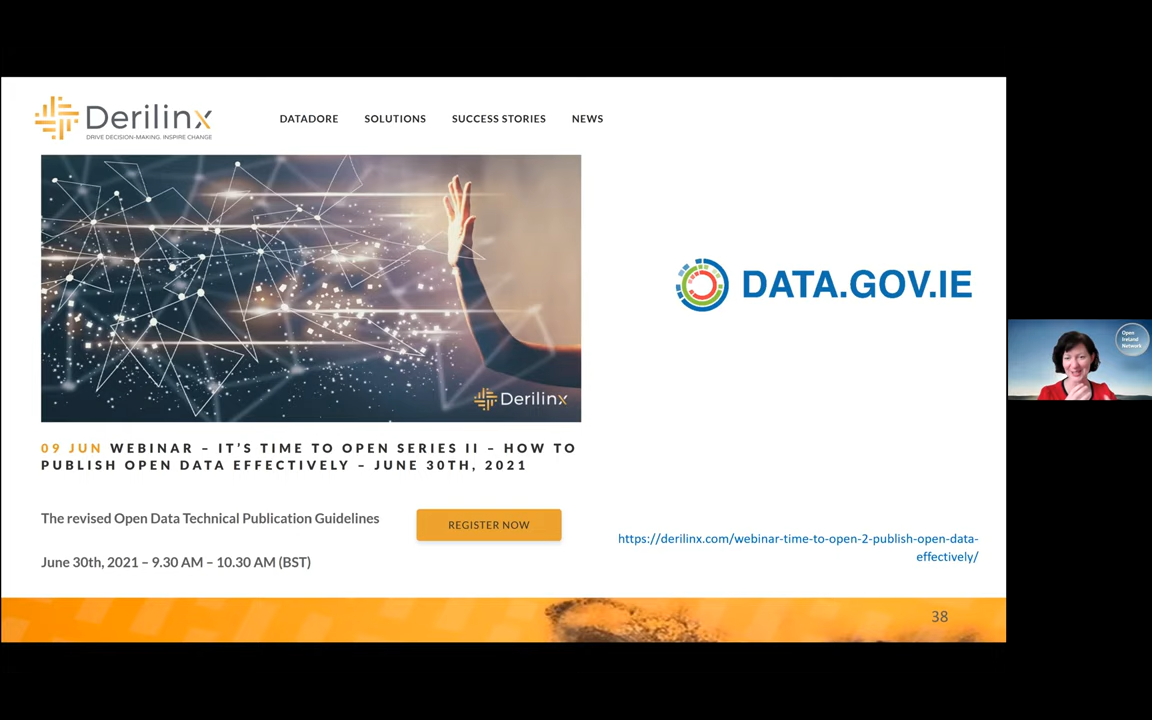 Derilinx
DRIVE DECISION-MAKING. INSPIRE CHANGE
DATADORE SOLUTIONS SUCCESS STORIES NEWS
Derilinx
09 JUN WEBINAR – IT’S TIME TO OPEN SERIES II – HOW TO
PUBLISH OPEN DATA EFFECTIVELY – JUNE 30TH, 2021
The revised Open Data Technical Publication Guidelines
REGISTER NOW
June 30th, 2021 – 9.30 AM – 10.30 AM (BST)
DATA.GOV.IE
https://derilinx.com/webinar-time-to-open-2-publish-open-data-
effectively/
38
Open
Ireland
Network